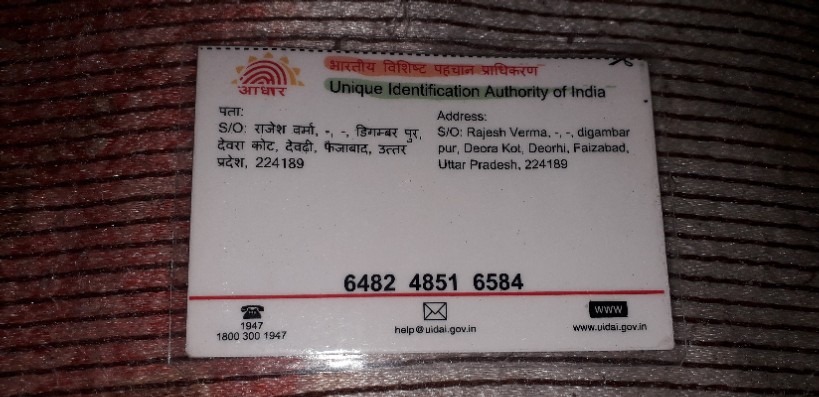 भारतीय विशिष्ट पहचान प्राधिकरण
आधार
Unique Identification Authority of India
पता:
S/O: राजेश वर्मा, -, -, डिगम्बर पुर,
देवरा कोट, देवढी, फैजाबाद, उत्तर
प्रदेश, 224189
Address:
S/O: Rajesh Verma, -, -, digambar
pur, Deora Kot, Deorhi, Faizabad,
Uttar Pradesh, 224189
6482 4851 6584
1947
1800 300 1947
help@uidai.gov.in
WWW
www.uidai.gov.in